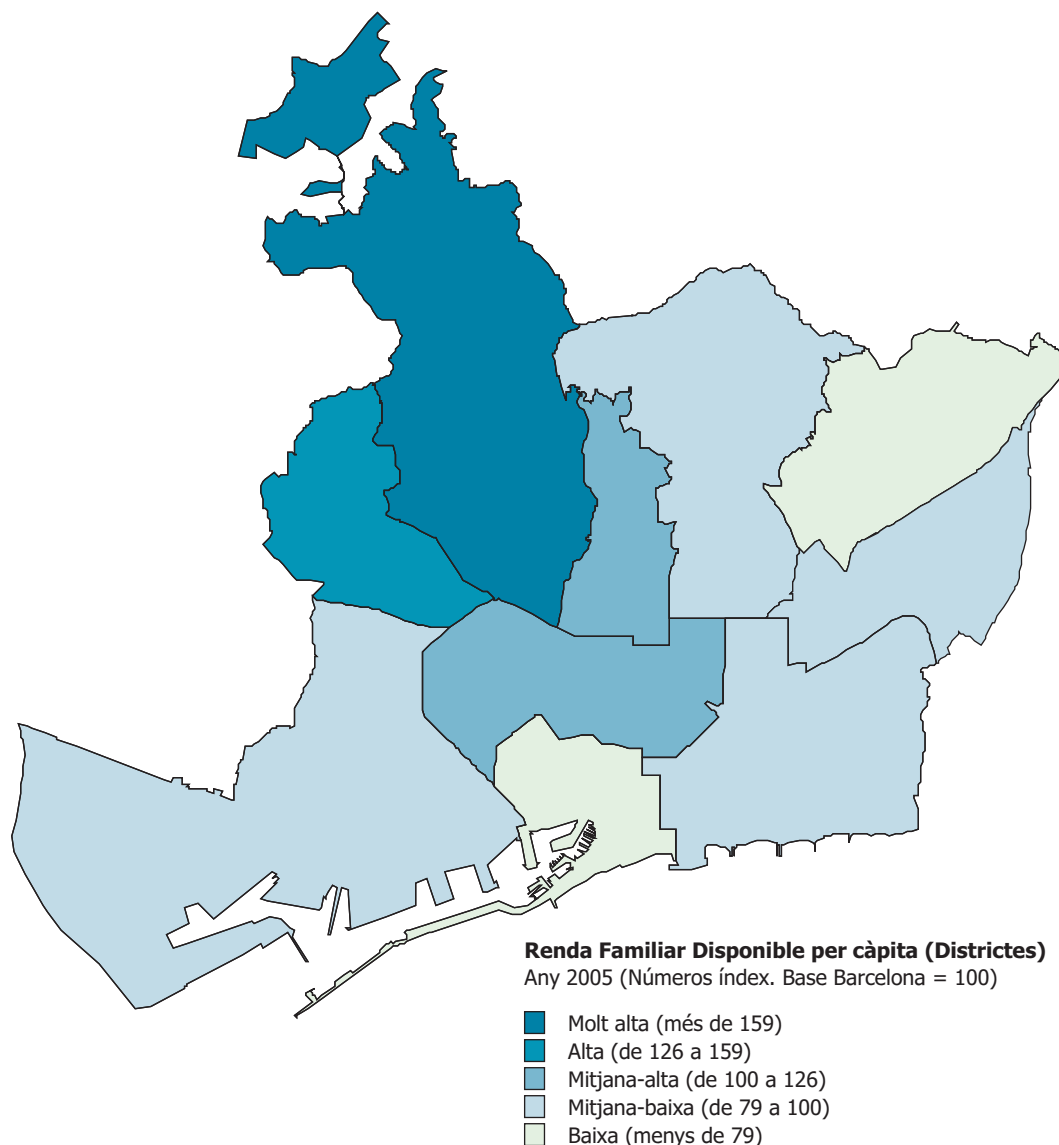 Renda Familiar Disponible per càpita (Districtes)
Any 2005 (Números índex. Base Barcelona = 100)
Molt alta (més de 159)
Alta (de 126 a 159)
Mitjana-alta (de 100 a 126)
Mitjana-baixa (de 79 a 100)
Baixa (menys de 79)